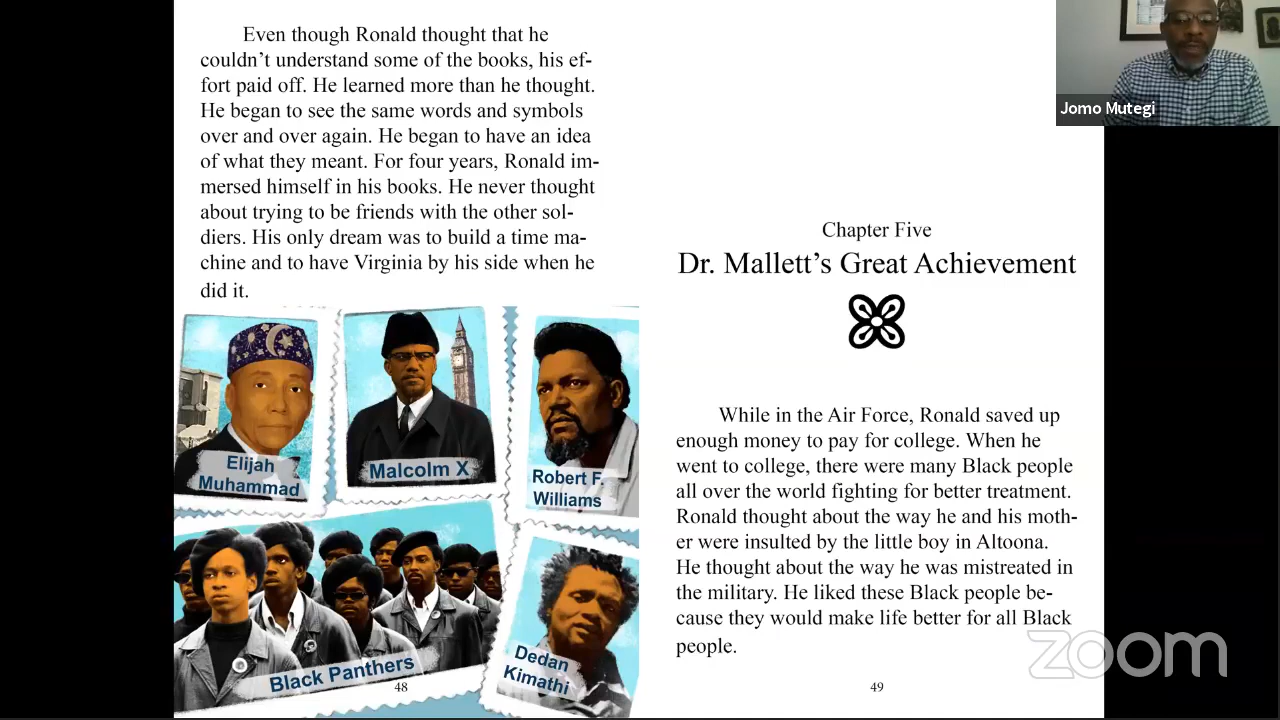 Even though Ronald thought that he
couldn’t understand some of the books, his ef-
fort paid off. He learned more than he thought.
He began to see the same words and symbols
over and over again. He began to have an idea
of what they meant. For four years, Ronald im-
mersed himself in his books. He never thought
about trying to be friends with the other sol-
diers. His only dream was to build a time ma-
chine and to have Virginia by his side when he
did it.
Elijah
Muhammad
Malcolm X
Robert F.
Williams
Black Panthers
Dedan
Kimathi
48
Chapter Five
Dr. Mallett’s Great Achievement
While in the Air Force, Ronald saved up
enough money to pay for college. When he
went to college, there were many Black people
all over the world fighting for better treatment.
Ronald thought about the way he and his moth-
er were insulted by the little boy in Altoona.
He thought about the way he was mistreated in
the military. He liked these Black people be-
cause they would make life better for all Black
people.
49
Jomo Mutegi
zoom